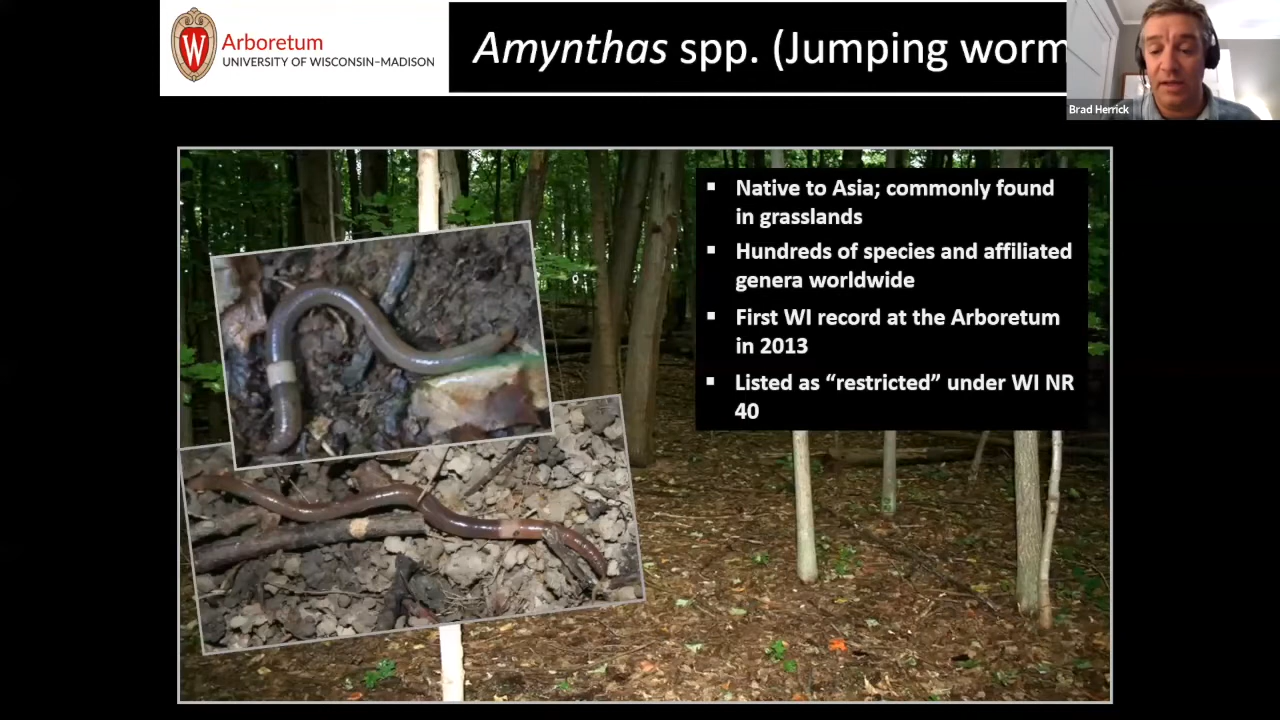 W
Arboretum
UNIVERSITY OF WISCONSIN–MADISON
Amynthas spp. (Jumping worm
Brad Herrick
▪ Native to Asia; commonly found
in grasslands
▪ Hundreds of species and affiliated
genera worldwide
▪ First WI record at the Arboretum
in 2013
▪ Listed as “restricted” under WI NR
40